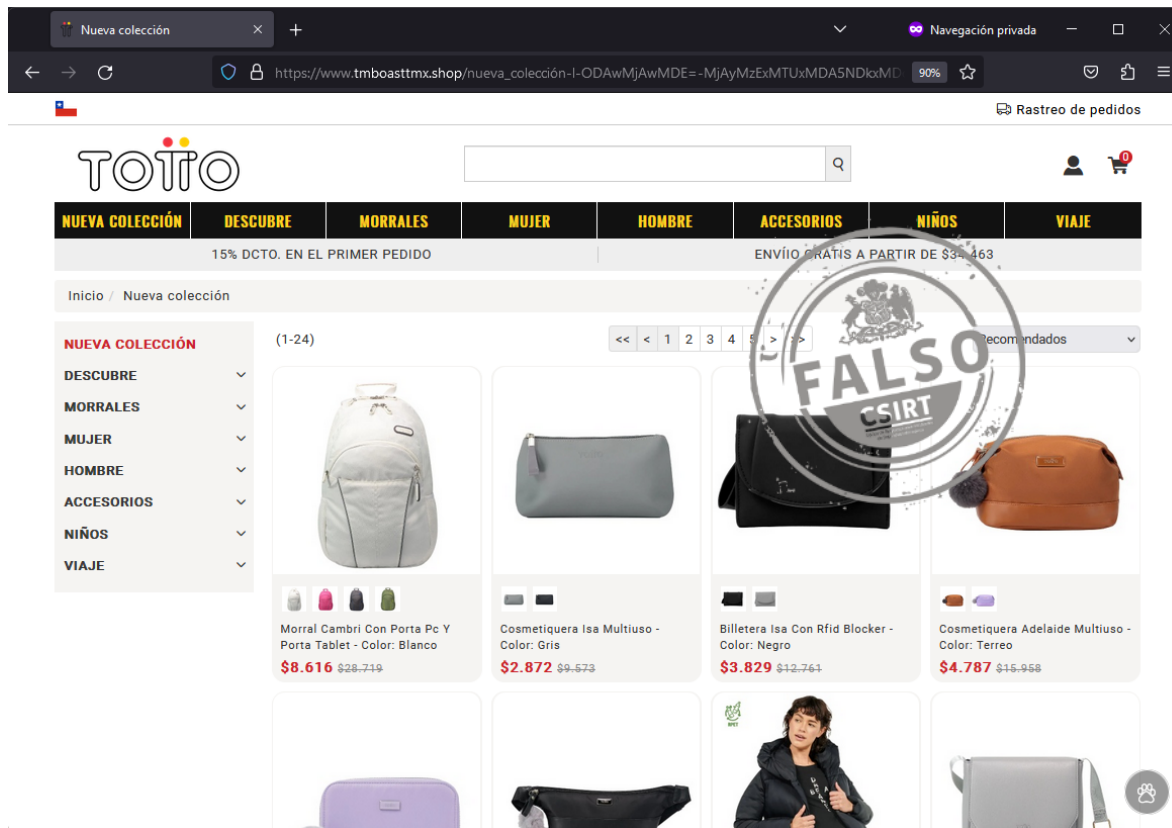 Nueva colección
Navegación privada
https://www.tmboasttmx.shop/nueva_colección-l-ODAwMjAwMDE=-MjAyMzExMTUxMDA5NDkxMD
90%
Rastreo de pedidos
TOTTO
0
NUEVA COLECCIÓN DESCUBRE MORRALES MUJER HOMBRE ACCESORIOS NIÑOS VIAJE
15% DCTO. EN EL PRIMER PEDIDO ENVÍIO GRATIS A PARTIR DE $34.463
Inicio / Nueva colección
NUEVA COLECCIÓN
DESCUBRE
MORRALES
MUJER
HOMBRE
ACCESORIOS
NIÑOS
VIAJE
(1-24) << < 1 2 3 4 5 > >> Recomendados
FALSO
CSIRT
Morral Cambri Con Porta Pc Y
Porta Tablet - Color: Blanco
$8.616 $28.719
Cosmetiquera Isa Multiuso -
Color: Gris
$2.872 $9.573
Billetera Isa Con Rfid Blocker -
Color: Negro
$3.829 $12.761
Cosmetiquera Adelaide Multiuso -
Color: Terreo
$4.787 $15.958
RPET